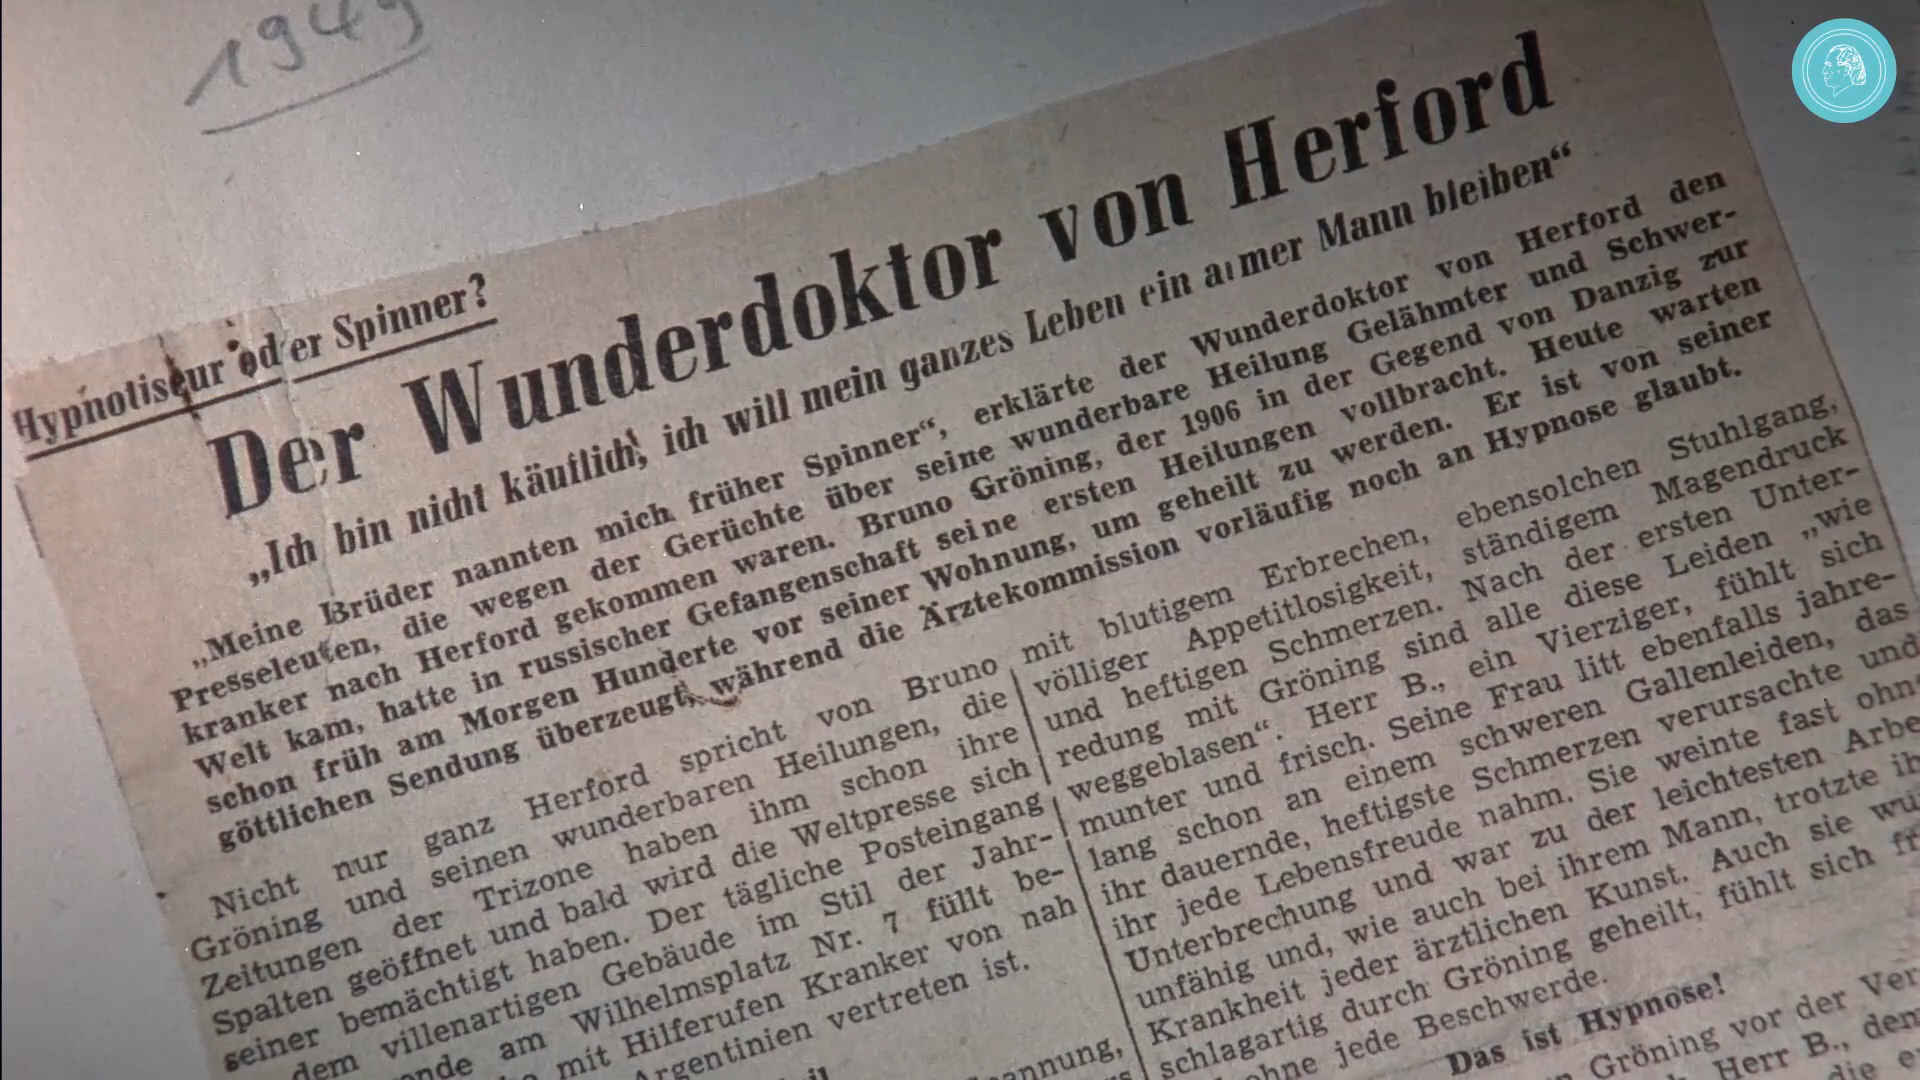 1949
Hypnotiseur oder Spinner?
Der Wunderdoktor von Herford
„Ich bin nicht käuflich, ich will mein ganzes Leben ein armer Mann bleiben“
„Meine Brüder nannten mich früher Spinner“, erklärte der Wunderdoktor von Herford den
Presseleuten, die wegen der Gerüchte über seine wunderbare Heilung Gelähmter und Schwer-
kranker nach Herford gekommen waren. Bruno Gröning, der 1906 in der Gegend von Danzig zur
Welt kam, hatte in russischer Gefangenschaft seine ersten Heilungen vollbracht. Heute warten
schon früh am Morgen Hunderte vor seiner Wohnung, um geheilt zu werden. Er ist von seiner
göttlichen Sendung überzeugt, während die Ärztekommission vorläufig noch an Hypnose glaubt.
Nicht nur ganz Herford spricht von Bruno
Gröning und seinen wunderbaren Heilungen, die
Zeitungen der Trizone haben ihm schon ihre
Spalten geöffnet und bald wird die Weltpresse sich
seiner bemächtigt haben. Der tägliche Posteingang
dem villenartigen Gebäude im Stil der Jahr-
am Wilhelmsplatz Nr. 7 füllt be-
mit Hilferufen Kranker von nah
Argentinien vertreten ist.
mit blutigem Erbrechen, ebensolchen Stuhlgang,
völliger Appetitlosigkeit, ständigem Magendruck
und heftigen Schmerzen. Nach der ersten Unter-
redung mit Gröning sind alle diese Leiden „wie
weggeblasen“. Herr B., ein Vierziger, fühlt sich
munter und frisch. Seine Frau litt ebenfalls jahre-
lang schon an einem schweren Gallenleiden, das
ihr dauernde, heftigste Schmerzen verursachte und
ihr jede Lebensfreude nahm. Sie weinte fast ohne
Unterbrechung und war zu der leichtesten Arbe
unfähig und, wie auch bei ihrem Mann, trotzte ih
Krankheit jeder ärztlichen Kunst. Auch sie wu
schlagartig durch Gröning geheilt, fühlt sich fr
ohne jede Beschwerde.
Das ist Hypnose!
Gröning vor der Ver
Herr B., dem
die